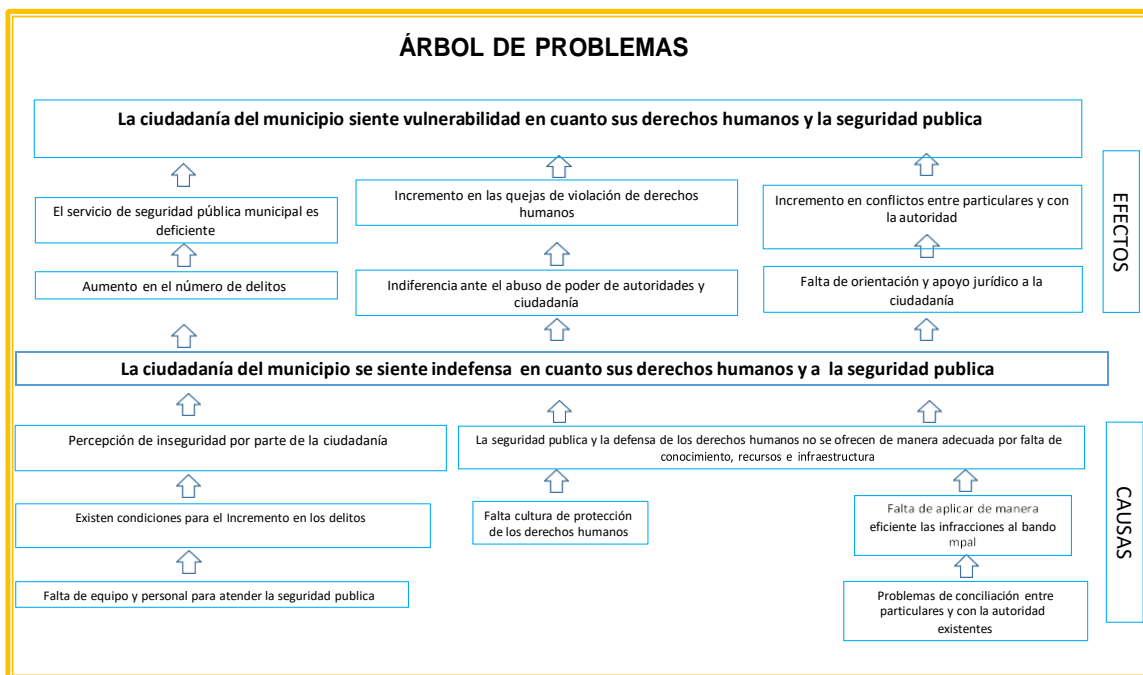 ÁRBOL DE PROBLEMAS
La ciudadanía del municipio siente vulnerabilidad en cuanto sus derechos humanos y la seguridad publica
El servicio de seguridad pública municipal es
deficiente
Incremento en las quejas de violación de derechos
humanos
Incremento en conflictos entre particulares y con
la autoridad
Aumento en el número de delitos
Indiferencia ante el abuso de poder de autoridades y
ciudadanía
Falta de orientación y apoyo jurídico a la
ciudadanía
EFECTOS
La ciudadanía del municipio se siente indefensa en cuanto sus derechos humanos y a la seguridad publica
Percepción de inseguridad por parte de la ciudadanía
La seguridad publica y la defensa de los derechos humanos no se ofrecen de manera adecuada por falta de
conocimiento, recursos e infraestructura
Existen condiciones para el Incremento en los delitos
Falta cultura de protección
de los derechos humanos
Falta de aplicar de manera
eficiente las infracciones al bando
mpal
Falta de equipo y personal para atender la seguridad publica
Problemas de conciliación entre
particulares y con la autoridad
existentes
CAUSAS